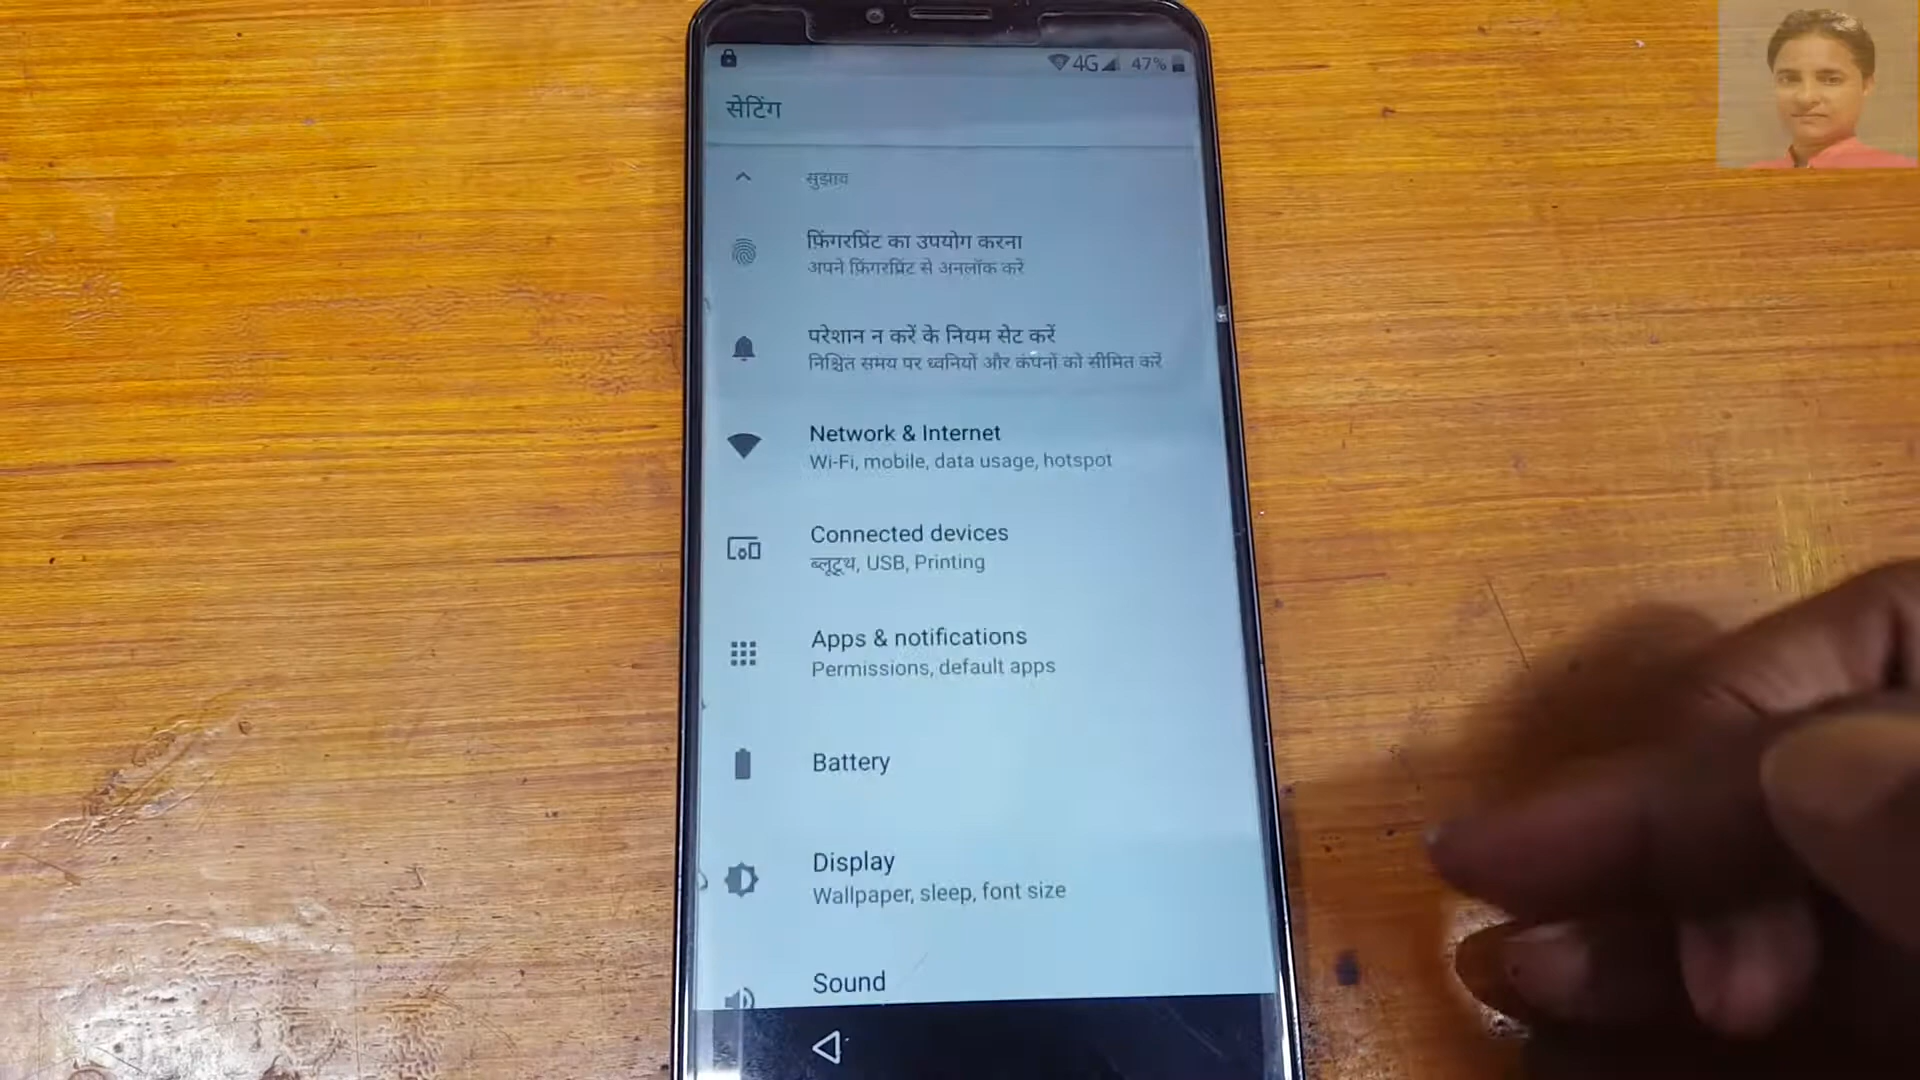 4G 47%
सेटिंग
सुझाव
फ़िंगरप्रिंट का उपयोग करना
अपने फ़िंगरप्रिंट से अनलॉक करें
परेशान न करें के नियम सेट करें
निश्चित समय पर ध्वनियों और कंपनों को सीमित करें
Network & Internet
Wi-Fi, mobile, data usage, hotspot
Connected devices
ब्लूटूथ, USB, Printing
Apps & notifications
Permissions, default apps
Battery
Display
Wallpaper, sleep, font size
Sound